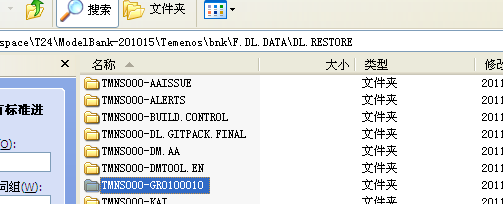 搜索 文件夹
space\T24\ModelBank-201015\Temenos\bnk\F.DL.DATA\DL.RESTORE
名称 大小 类型 修改
TMNS000-AAISSUE 文件夹 2011
TMNS000-ALERTS 文件夹 2011
TMNS000-BUILD.CONTROL 文件夹 2011
有标准进
TMNS000-DL.GITPACK.FINAL 文件夹 2011
(O):
TMNS000-DM.AA 文件夹 2011
TMNS000-DMTOOL.EN 文件夹 2011
词组(W):
TMNS000-GR0100010 文件夹 2011
TMNS000-KAT 文件夹 2011